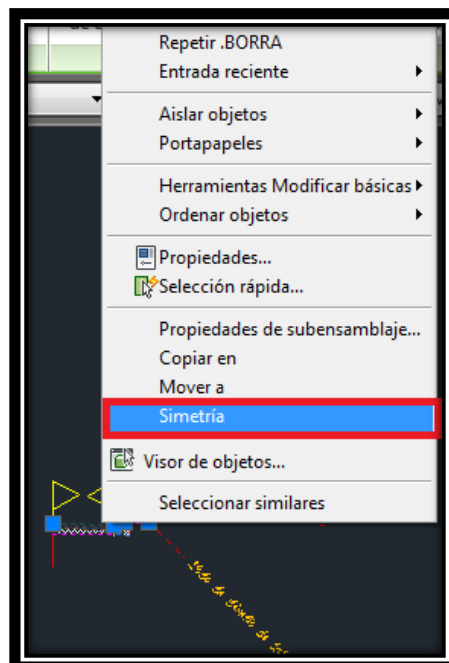 Repetir .BORRA
Entrada reciente
Aislar objetos
Portapapeles
Herramientas Modificar básicas
Ordenar objetos
Propiedades...
Selección rápida...
Propiedades de subensamblaje...
Copiar en
Mover a
Simetría
Visor de objetos...
Seleccionar similares